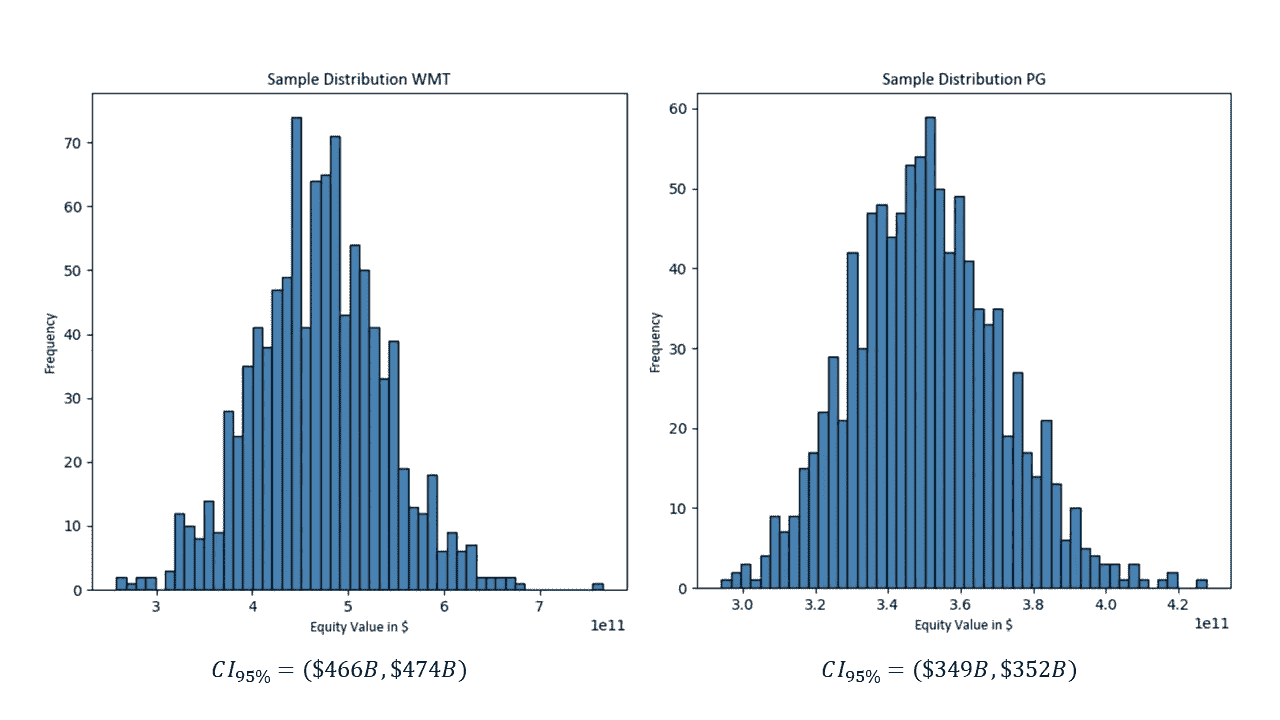 Sample Distribution WMT
Frequency
70
60
50
40
30
20
10
0
3 4 5 6 7
Equity Value in $
1e11
CI95% = ($466B, $474B)
Sample Distribution PG
Frequency
60
50
40
30
20
10
0
3.0 3.2 3.4 3.6 3.8 4.0 4.2
Equity Value in $
1e11
CI95% = ($349B, $352B)